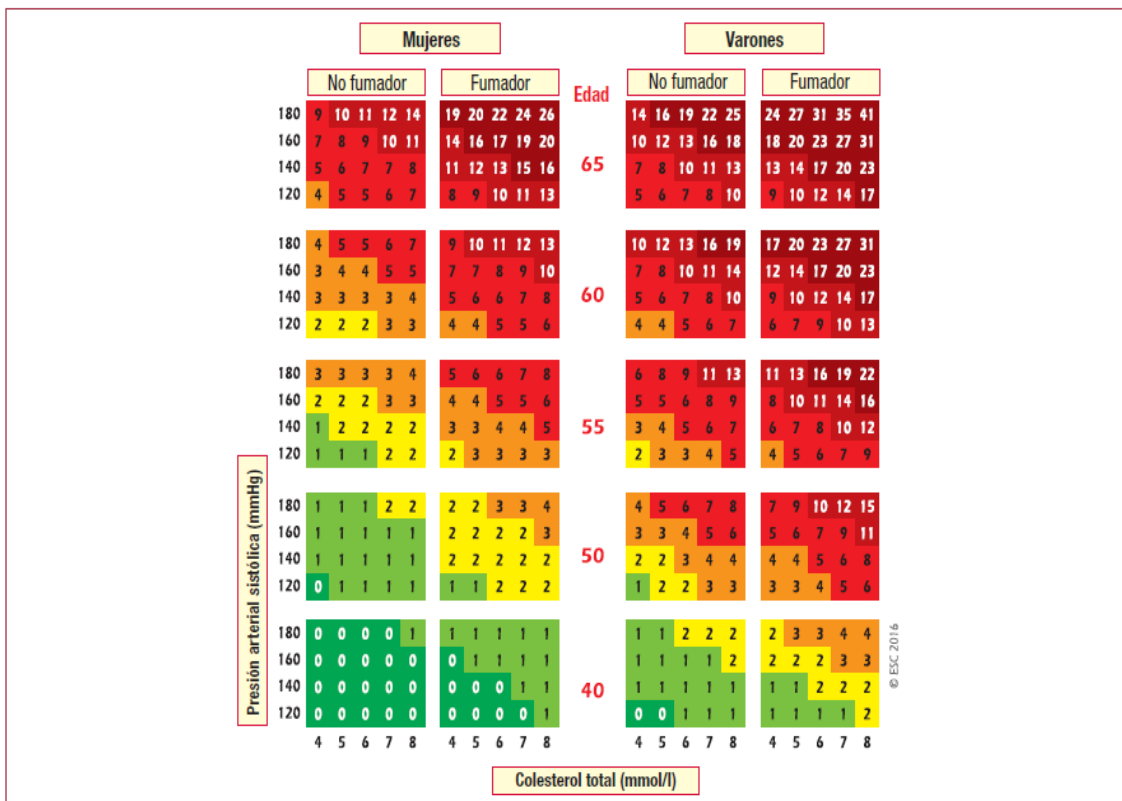 Mujeres Varones
No fumador Fumador Edad No fumador Fumador
180 9 10 11 12 14 19 20 22 24 26 14 16 19 22 25 24 27 31 35 41
160 7 8 9 10 11 14 16 17 19 20 10 12 13 16 18 18 20 23 27 31
65
140 5 6 7 7 8 11 12 13 15 16 7 8 10 11 13 13 14 17 20 23
120 4 5 5 6 7 8 9 10 11 13 5 6 7 8 10 9 10 12 14 17
180 4 5 5 6 7 9 10 11 12 13 10 12 13 16 19 17 20 23 27 31
160 3 4 4 5 5 7 7 8 9 10 7 8 10 11 14 12 14 17 20 23
60
140 3 3 3 3 4 5 6 6 7 8 5 6 7 8 10 9 10 12 14 17
120 2 2 2 3 3 4 4 5 5 6 4 4 5 6 7 6 7 9 10 13
180 3 3 3 3 4 5 6 6 7 8 6 8 9 11 13 11 13 16 19 22
160 2 2 2 3 3 4 4 5 5 6 5 5 6 8 9 8 10 11 14 16
55
140 1 2 2 2 2 3 3 4 4 5 3 4 5 6 7 6 7 8 10 12
120 1 1 1 2 2 2 3 3 3 3 2 3 3 4 5 4 5 6 7 9
180 1 1 1 2 2 2 2 3 3 4 4 5 6 7 8 7 9 10 12 15
160 1 1 1 1 1 2 2 2 2 3 3 3 4 5 6 5 6 7 9 11
50
140 1 1 1 1 1 2 2 2 2 2 2 2 3 4 4 4 4 5 6 8
120 0 1 1 1 1 1 1 2 2 2 1 2 2 3 3 3 3 4 5 6
180 0 0 0 0 1 1 1 1 1 1 1 1 2 2 2 2 3 3 4 4
160 0 0 0 0 0 0 1 1 1 1 1 1 1 1 2 2 2 2 3 3
40
140 0 0 0 0 0 0 0 0 1 1 1 1 1 1 1 1 1 2 2 2
120 0 0 0 0 0 0 0 0 0 1 0 0 1 1 1 1 1 1 1 2
4 5 6 7 8 4 5 6 7 8 4 5 6 7 8 4 5 6 7 8
Presión arterial sistólica (mmHg)
© ESC 2016
Colesterol total (mmol/l)